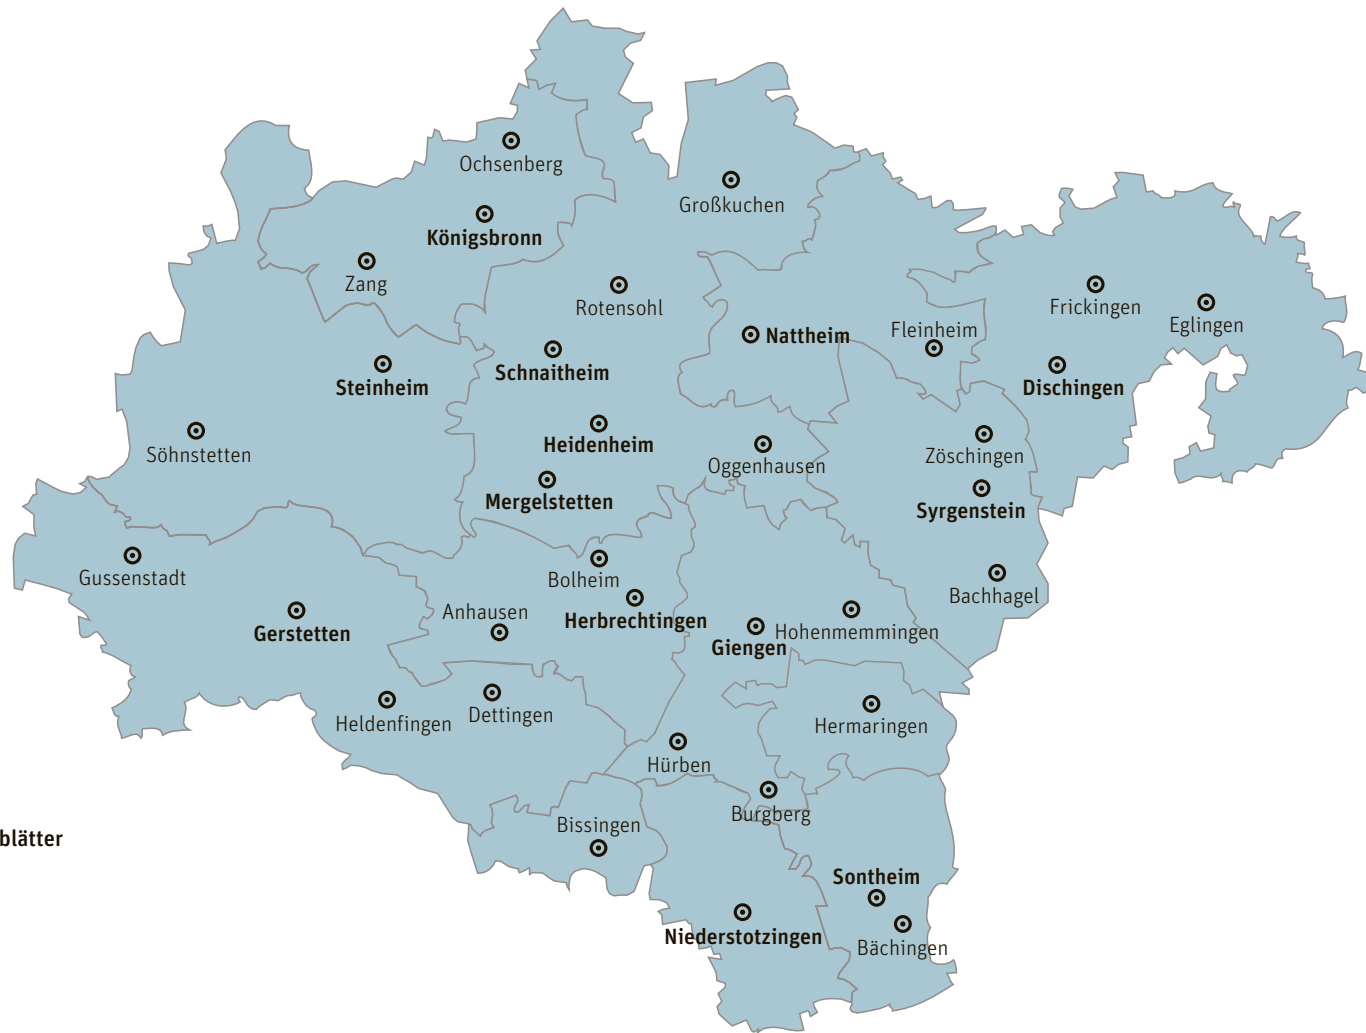 Ochsenberg
Großkuchen
Königsbronn
Zang
Rotensohl
Frickingen
Eglingen
Nattheim
Fleinheim
Schnaitheim
Steinheim
Dischingen
Heidenheim
Söhnstetten
Oggenhausen
Zöschingen
Mergelstetten
Syrgenstein
Gussenstadt
Bolheim
Bachhagel
Anhausen
Herbrechtingen
Gerstetten
Hohenmemmingen
Giengen
Heldenfingen
Dettingen
Hermaringen
Hürben
Burgberg
Bissingen
blätter
Sontheim
Niederstotzingen
Bächingen